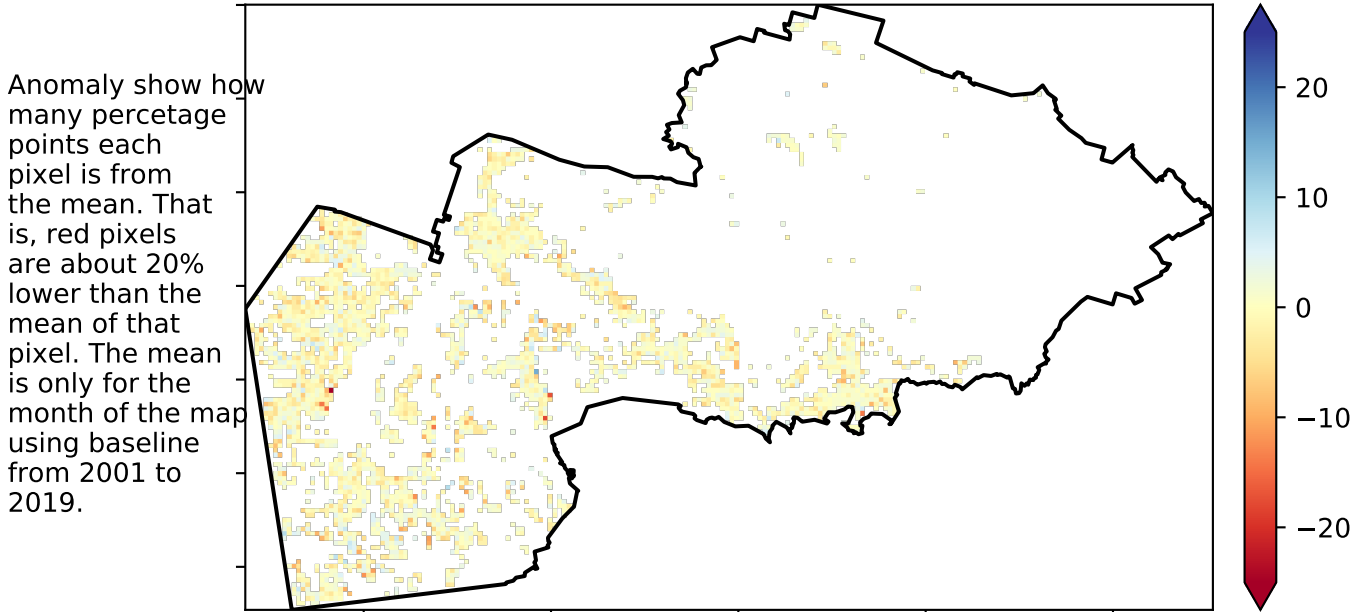 Anomaly show how
many percetage
points each
pixel is from
the mean. That
is, red pixels
are about 20%
lower than the
mean of that
pixel. The mean
is only for the
month of the map
using baseline
from 2001 to
2019.
20
10
0
−10
−20